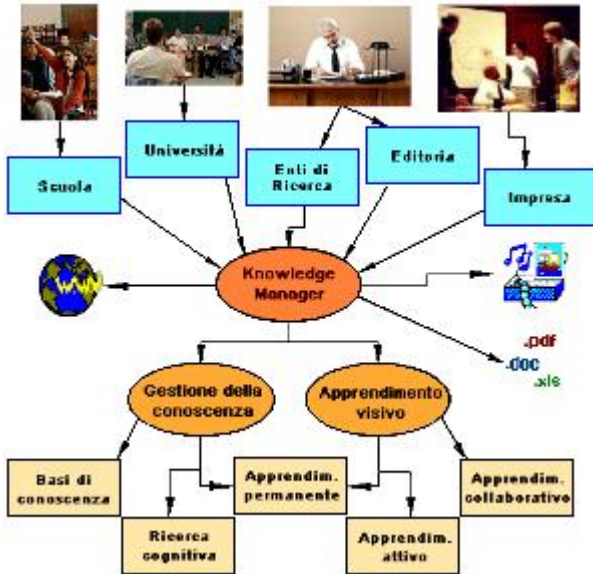 Scuola
Università
Enti di
Ricerca
Editoria
Impresa
Knowledge
Manager
WWW
.pdf
.doc
.xls
Gestione della
conoscenza
Apprendimento
visivo
Basi di
conoscenza
Ricerca
cognitiva
Apprendim.
permanente
Apprendim.
attivo
Apprendim.
collaborativo